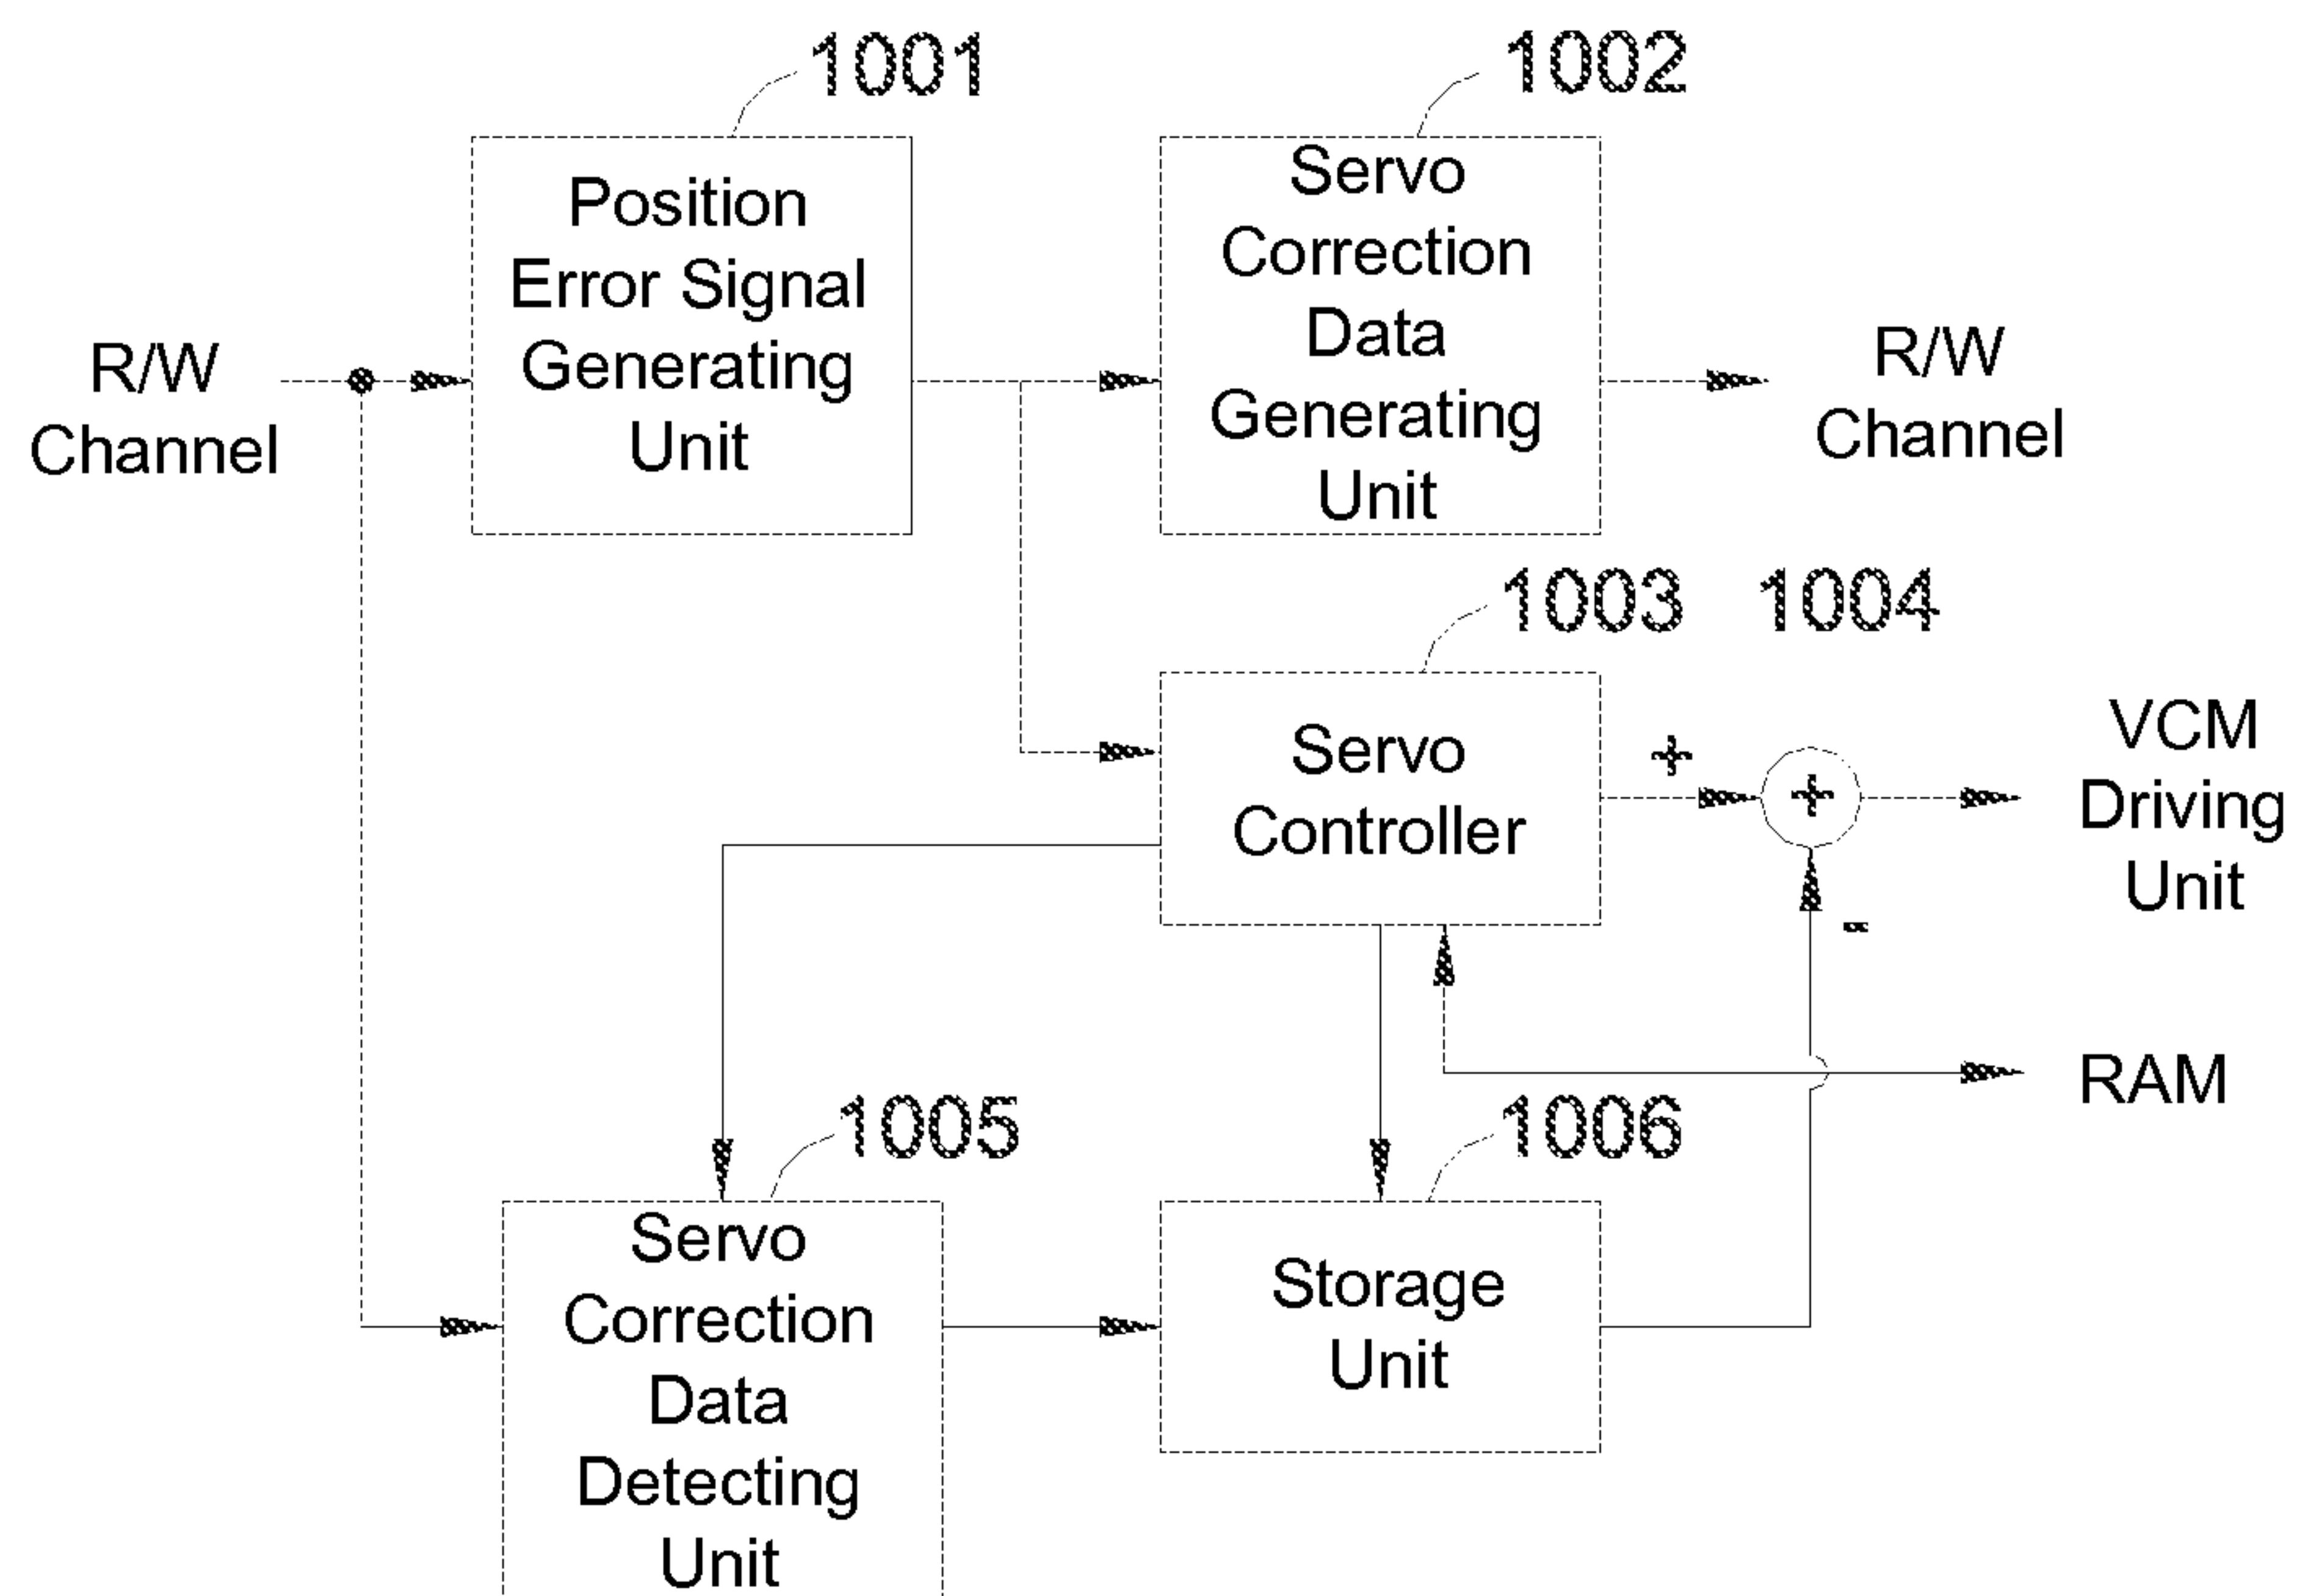 1001
1002
Position
Error Signal
Generating
Unit
Servo
Correction
Data
Generating
Unit
R/W
Channel
R/W
Channel
1003
1004
Servo
Controller
+
+
-
VCM
Driving
Unit
RAM
1005
1006
Servo
Correction
Data
Detecting
Unit
Storage
Unit